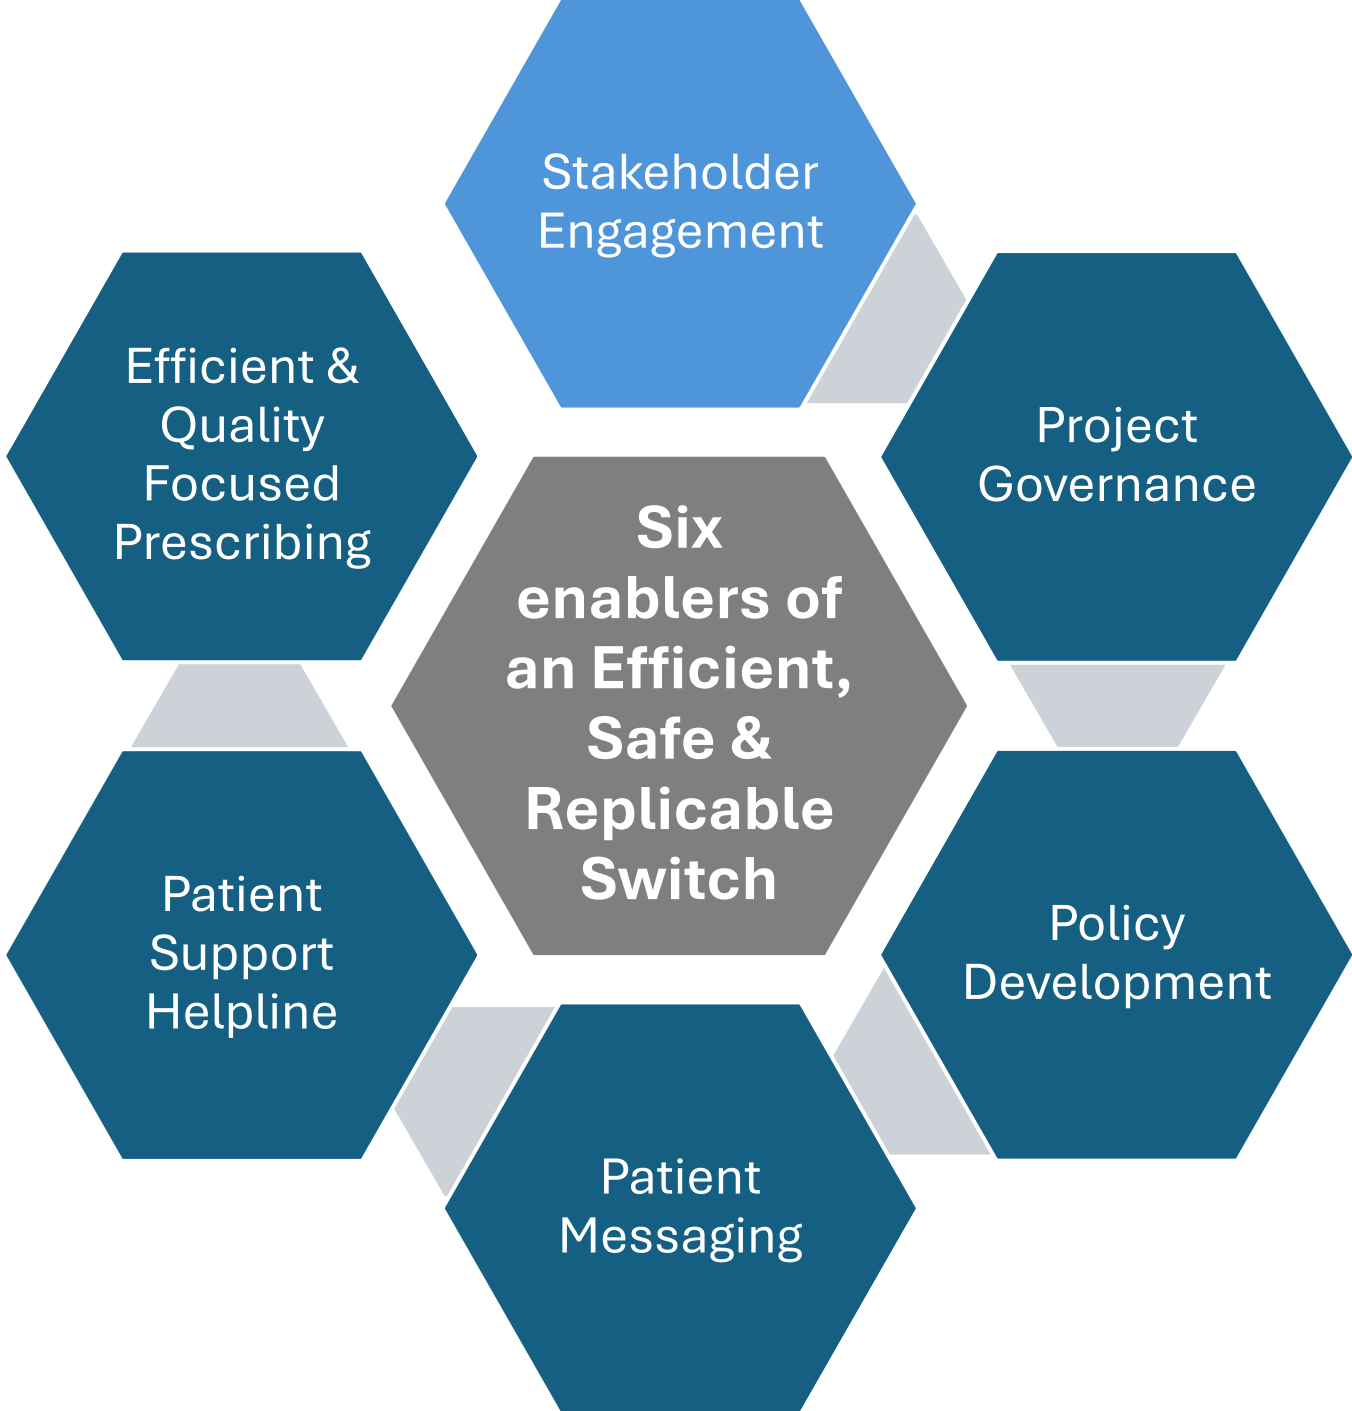 Stakeholder
Engagement
Project
Governance
Policy
Development
Patient
Messaging
Patient
Support
Helpline
Efficient &
Quality
Focused
Prescribing
Six
enablers of
an Efficient,
Safe &
Replicable
Switch